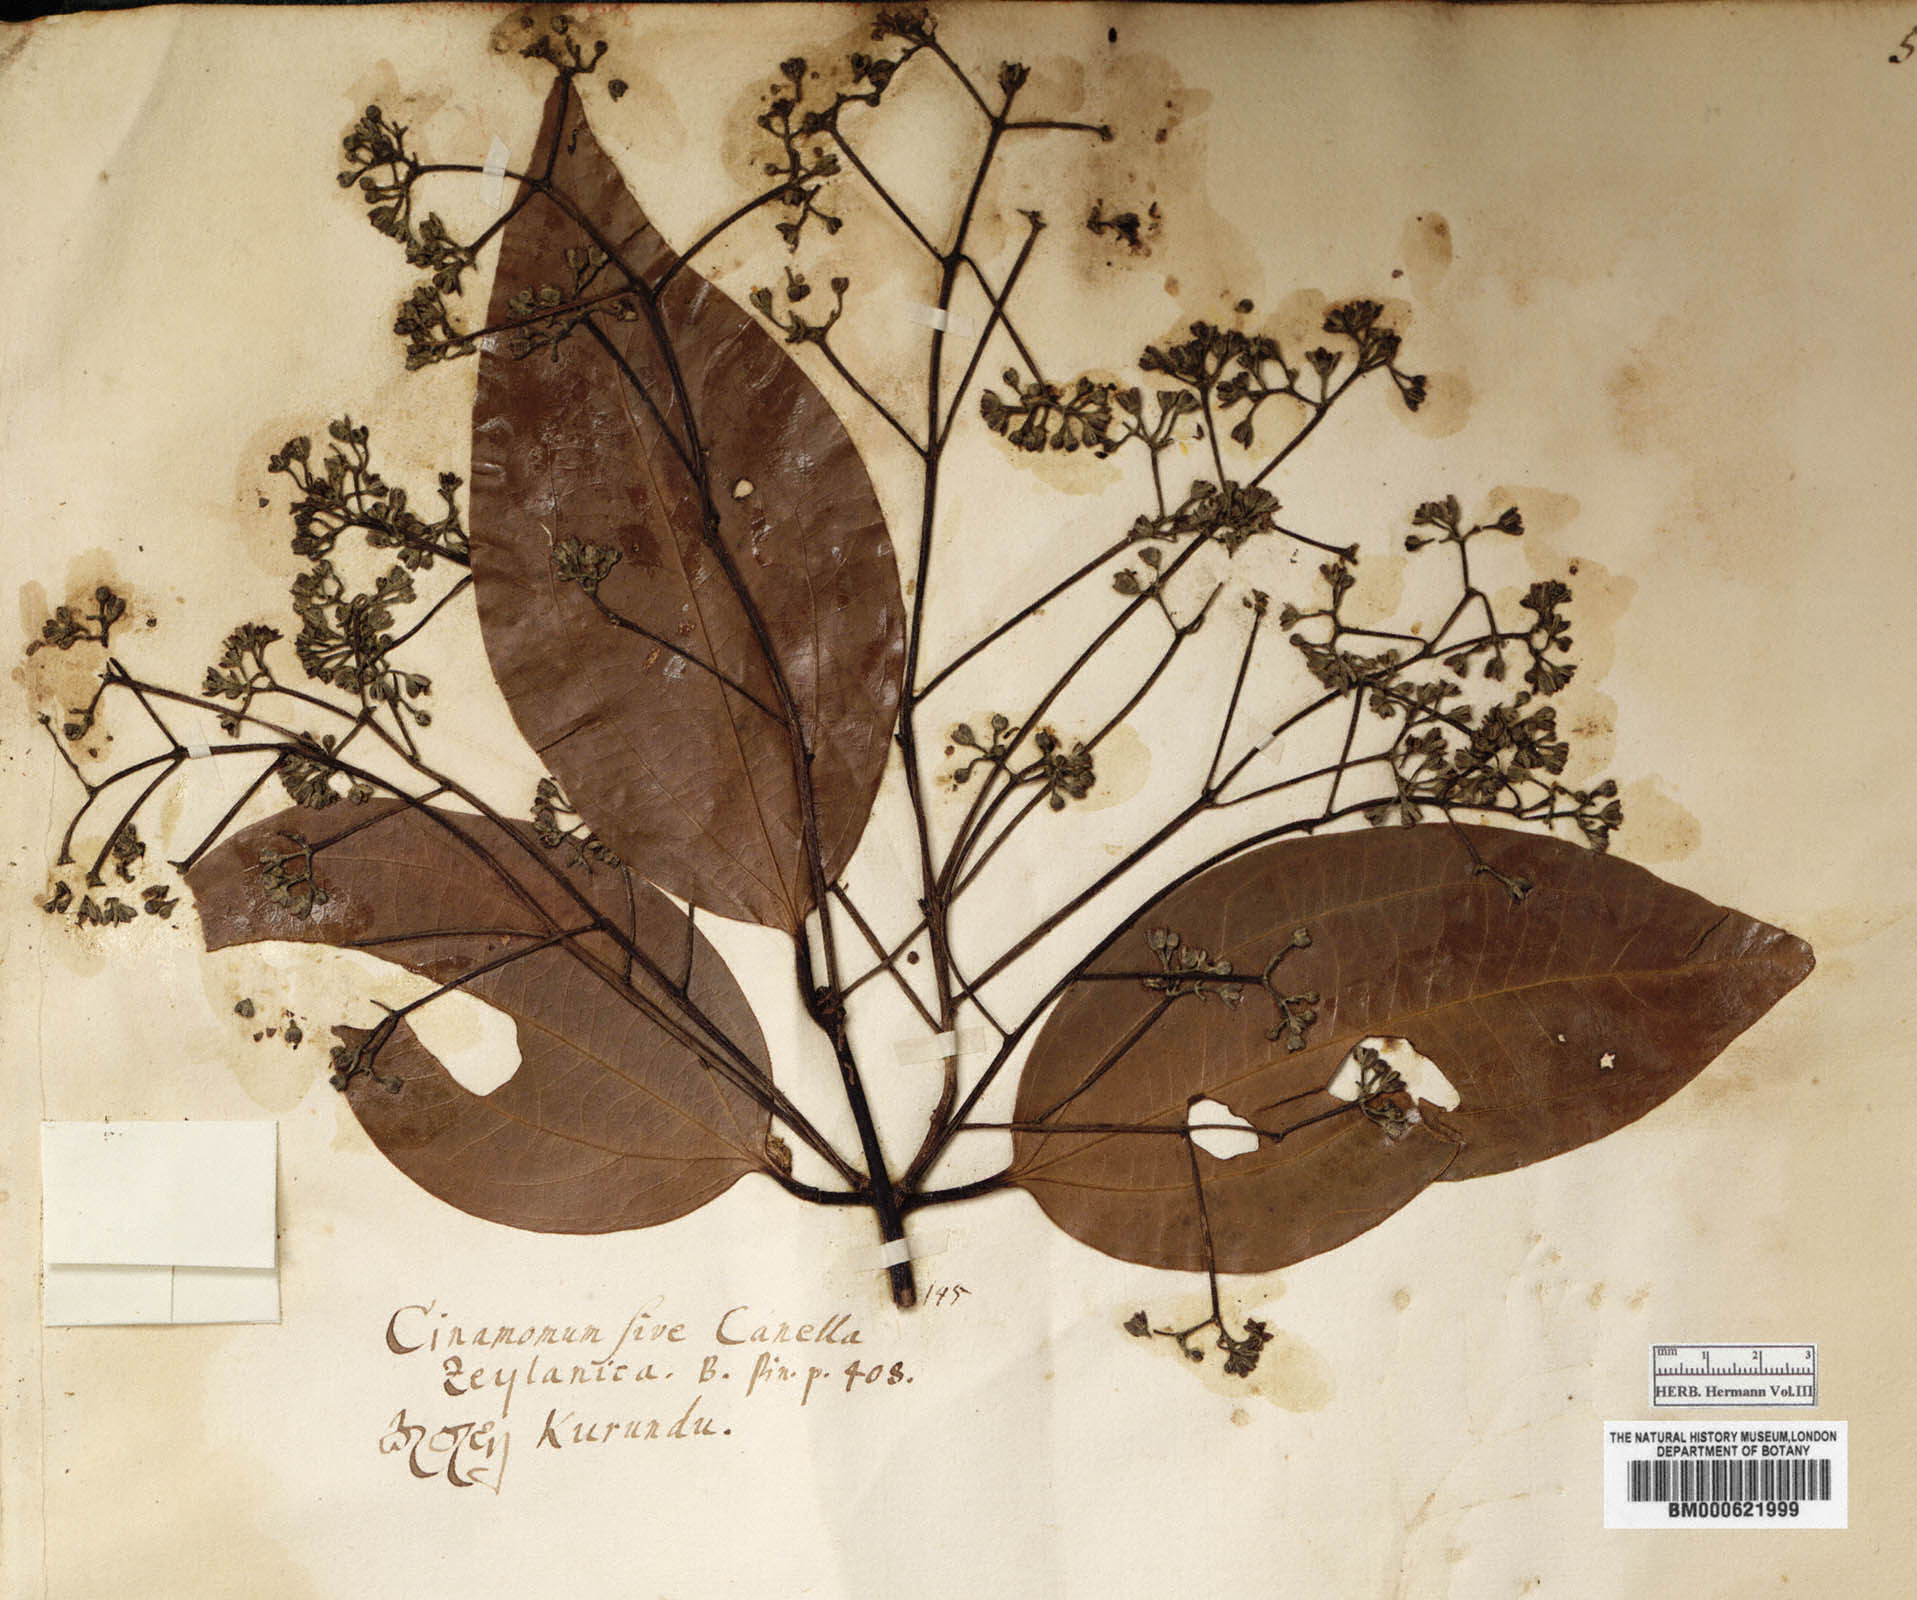 5
145
Cinamomum sive Canella
Zeylanica. B. pin. p. 408.
කුරුඳු Kurundu.
mm 1 2 3
HERB. Hermann Vol.III
THE NATURAL HISTORY MUSEUM, LONDON
DEPARTMENT OF BOTANY
BM000621999